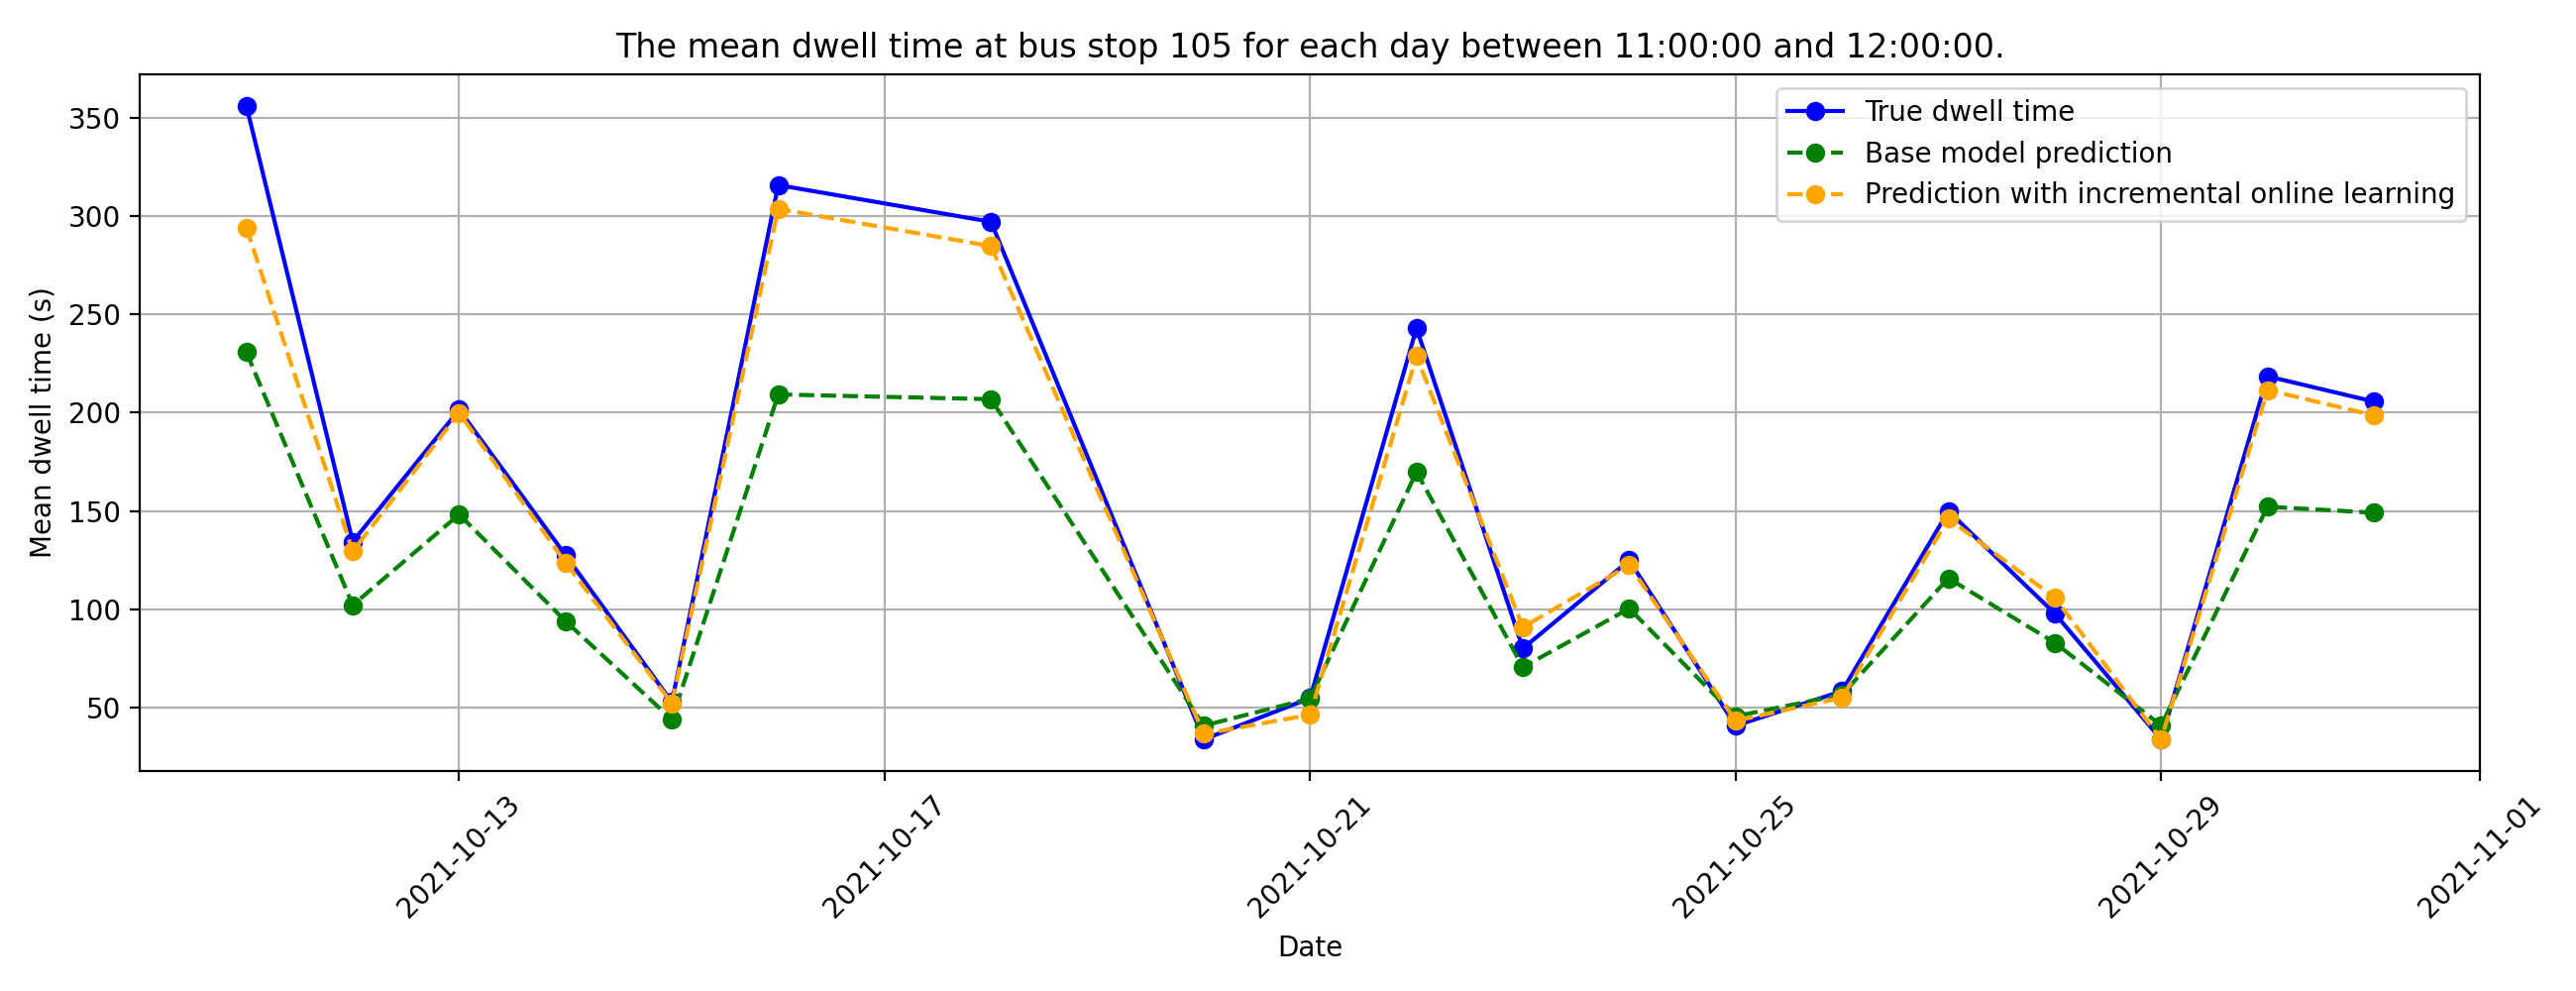 The mean dwell time at bus stop 105 for each day between 11:00:00 and 12:00:00.
True dwell time
Base model prediction
Prediction with incremental online learning
Mean dwell time (s)
350
300
250
200
150
100
50
2021-10-13
2021-10-17
2021-10-21
2021-10-25
2021-10-29
2021-11-01
Date